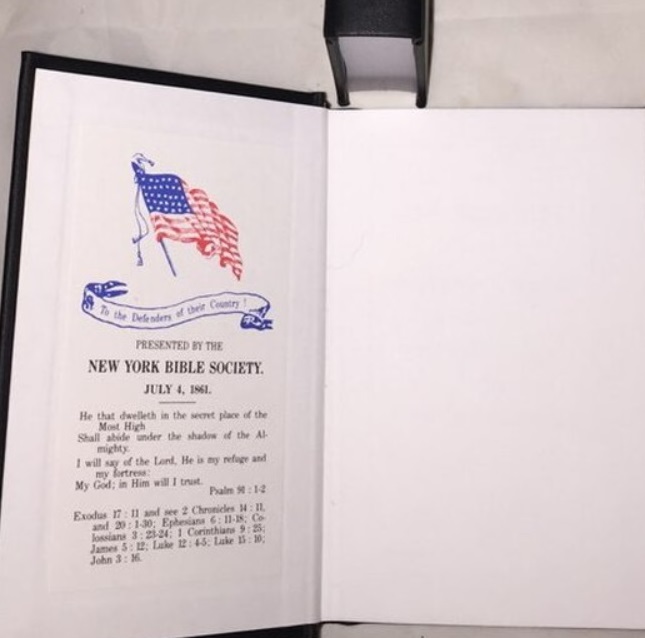 To the Defenders of their Country !
PRESENTED BY THE
NEW YORK BIBLE SOCIETY.
JULY 4, 1861.
He that dwelleth in the secret place of the
Most High
Shall abide under the shadow of the Al-
mighty.
I will say of the Lord, He is my refuge and
my fortress:
My God; in Him will I trust.
Psalm 91 : 1-2
Exodus 17 : 11 and see 2 Chronicles 14 : 11,
and 20 : 1-30; Ephesians 6 : 11-18; Co-
lossians 3 : 23-24; 1 Corinthians 9 : 25;
James 5 : 12; Luke 12 : 4-5; Luke 15 : 10;
John 3 : 16.